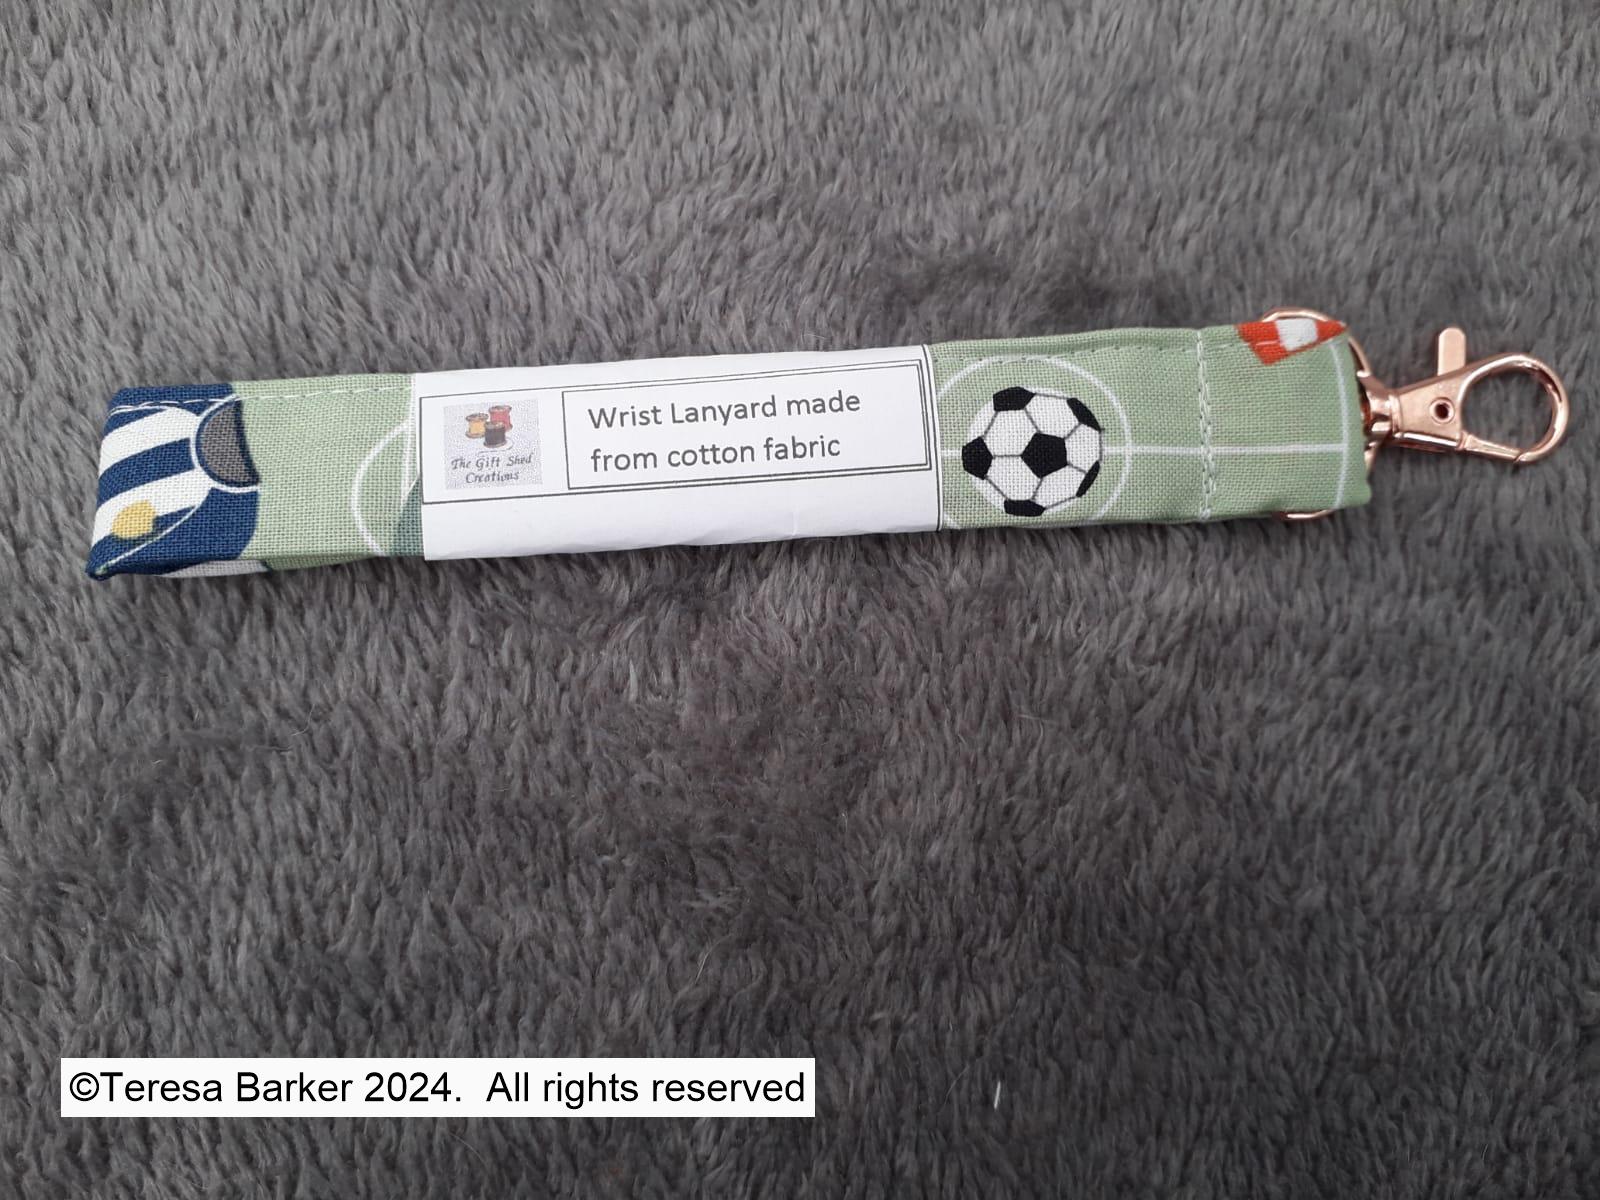 The Gift Shed
Creations
Wrist Lanyard made
from cotton fabric
©Teresa Barker 2024.  All rights reserved